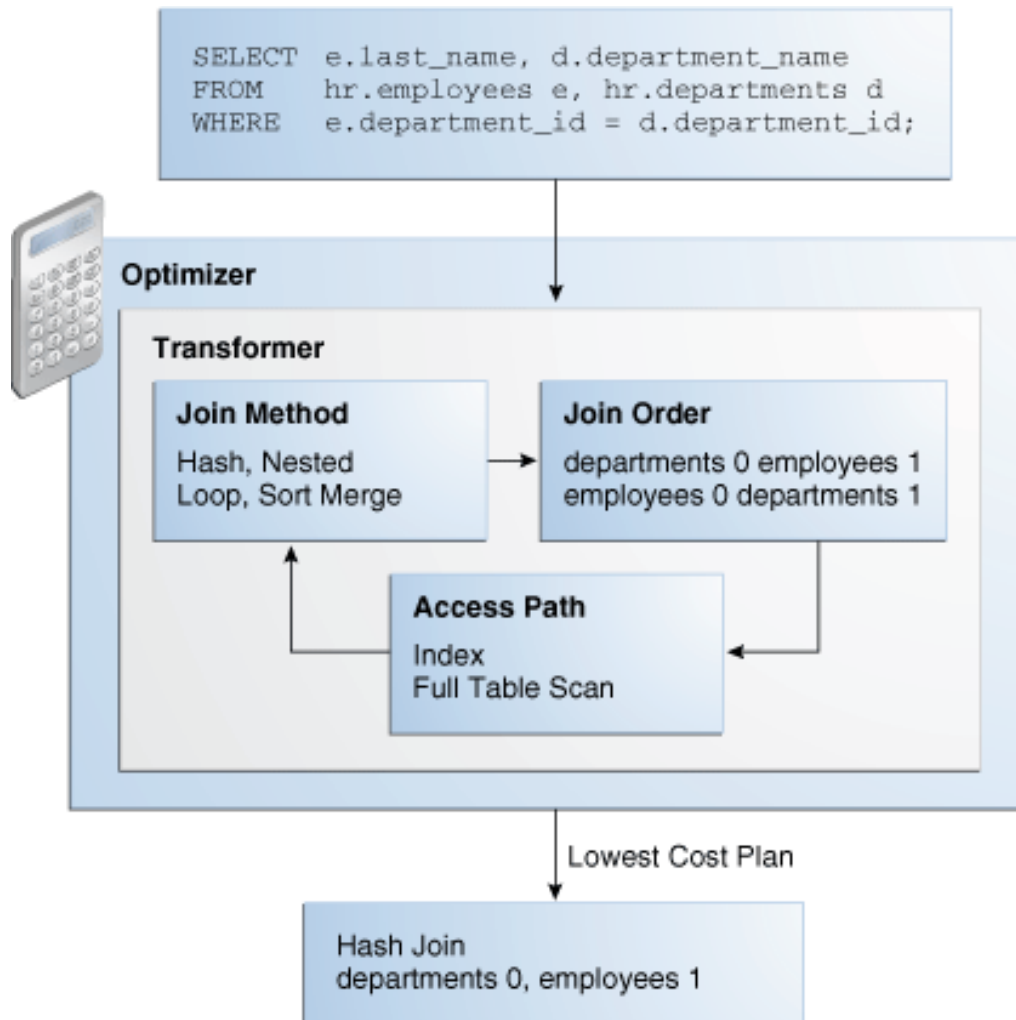 SELECT e.last_name, d.department_name
FROM hr.employees e, hr.departments d
WHERE e.department_id = d.department_id;
Optimizer
Transformer
Join Method
Hash, Nested
Loop, Sort Merge
Join Order
departments 0 employees 1
employees 0 departments 1
Access Path
Index
Full Table Scan
Lowest Cost Plan
Hash Join
departments 0, employees 1